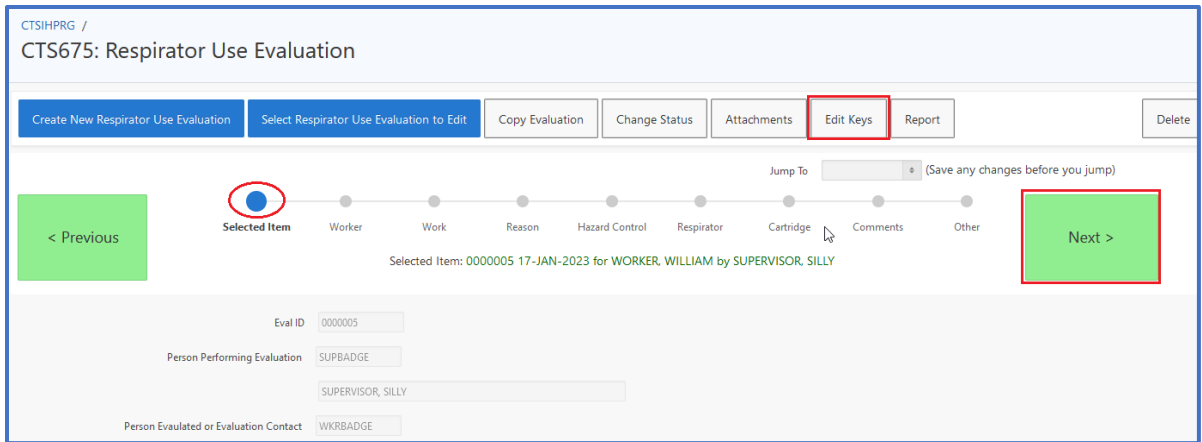 CTSIHPRG /
CTS675: Respirator Use Evaluation
Create New Respirator Use Evaluation Select Respirator Use Evaluation to Edit Copy Evaluation Change Status Attachments Edit Keys Report Delete
Jump To (Save any changes before you jump)
< Previous Selected Item Worker Work Reason Hazard Control Respirator Cartridge Comments Other Next >
Selected Item: 0000005 17-JAN-2023 for WORKER, WILLIAM by SUPERVISOR, SILLY
Eval ID 0000005
Person Performing Evaluation SUPBADGE
SUPERVISOR, SILLY
Person Evaulated or Evaluation Contact WKRBADGE